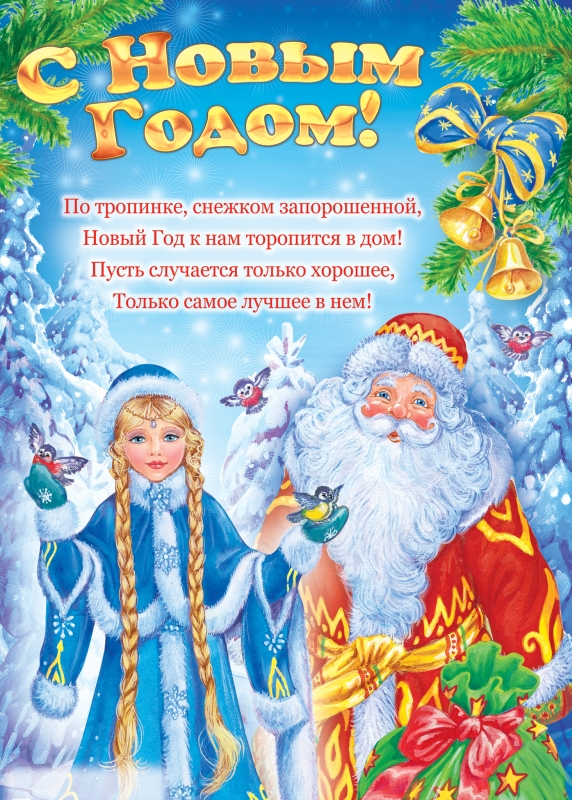 С Новым
Годом!
По тропинке, снежком запорошенной,
Новый Год к нам торопится в дом!
Пусть случается только хорошее,
Только самое лучшее в нем!